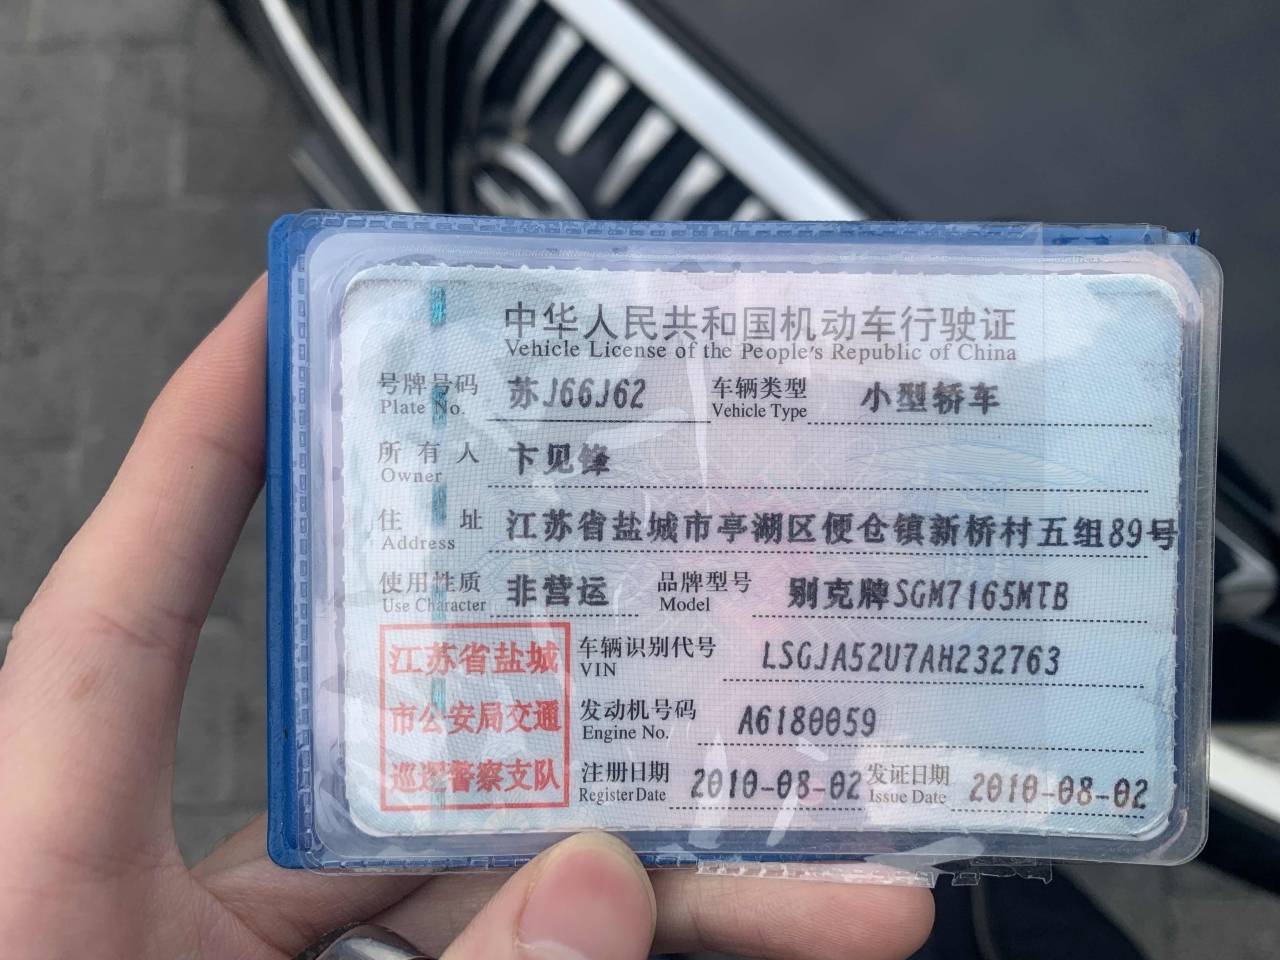 中华人民共和国机动车行驶证
Vehicle License of the People's Republic of China
号牌号码 苏J66J62 车辆类型 小型轿车
Plate No. Vehicle Type
所有人 卞见锋
Owner
住址 江苏省盐城市亭湖区便仓镇新桥村五组89号
Address
使用性质 非营运 品牌型号 别克牌SGM7165MTB
Use Character Model
江苏省盐城
市公安局交通
巡逻警察支队
车辆识别代号 LSGJA52U7AH232763
VIN
发动机号码 A6180059
Engine No.
注册日期 2010-08-02 发证日期 2010-08-02
Register Date Issue Date